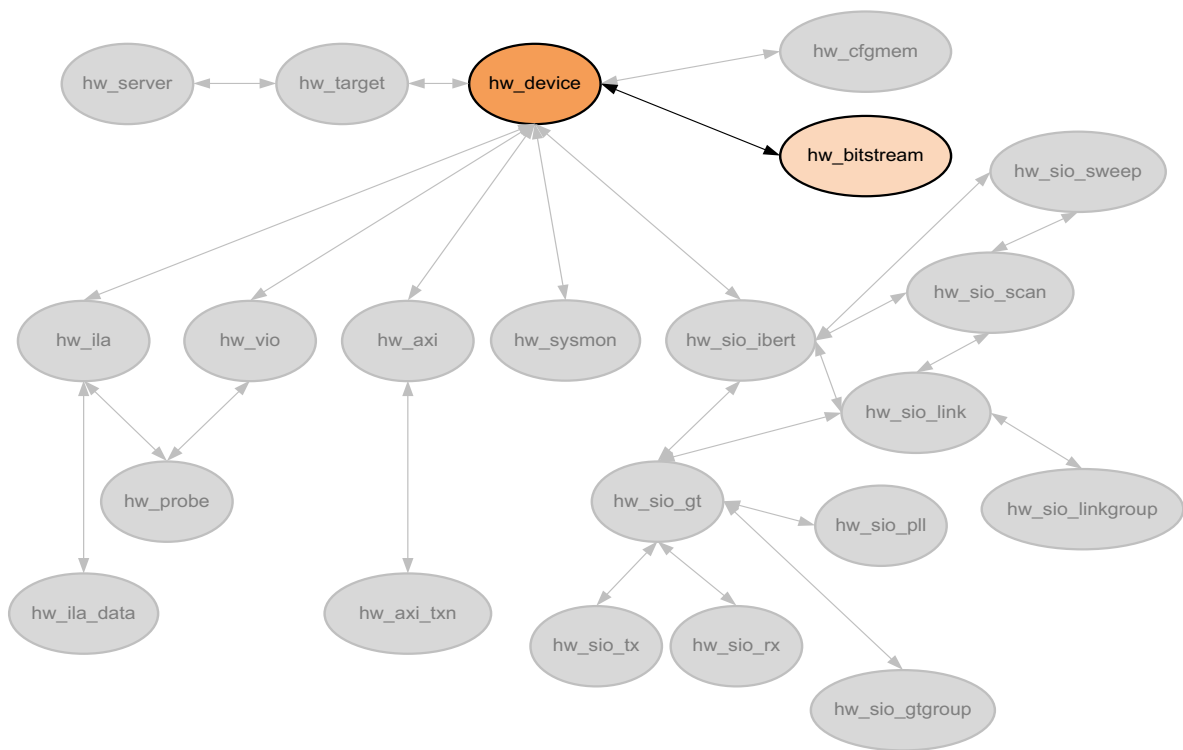 hw_server
hw_target
hw_device
hw_cfgmem
hw_bitstream
hw_sio_sweep
hw_sio_scan
hw_ila
hw_vio
hw_axi
hw_sysmon
hw_sio_ibert
hw_sio_link
hw_probe
hw_sio_gt
hw_sio_pll
hw_sio_linkgroup
hw_ila_data
hw_axi_txn
hw_sio_tx
hw_sio_rx
hw_sio_gtgroup